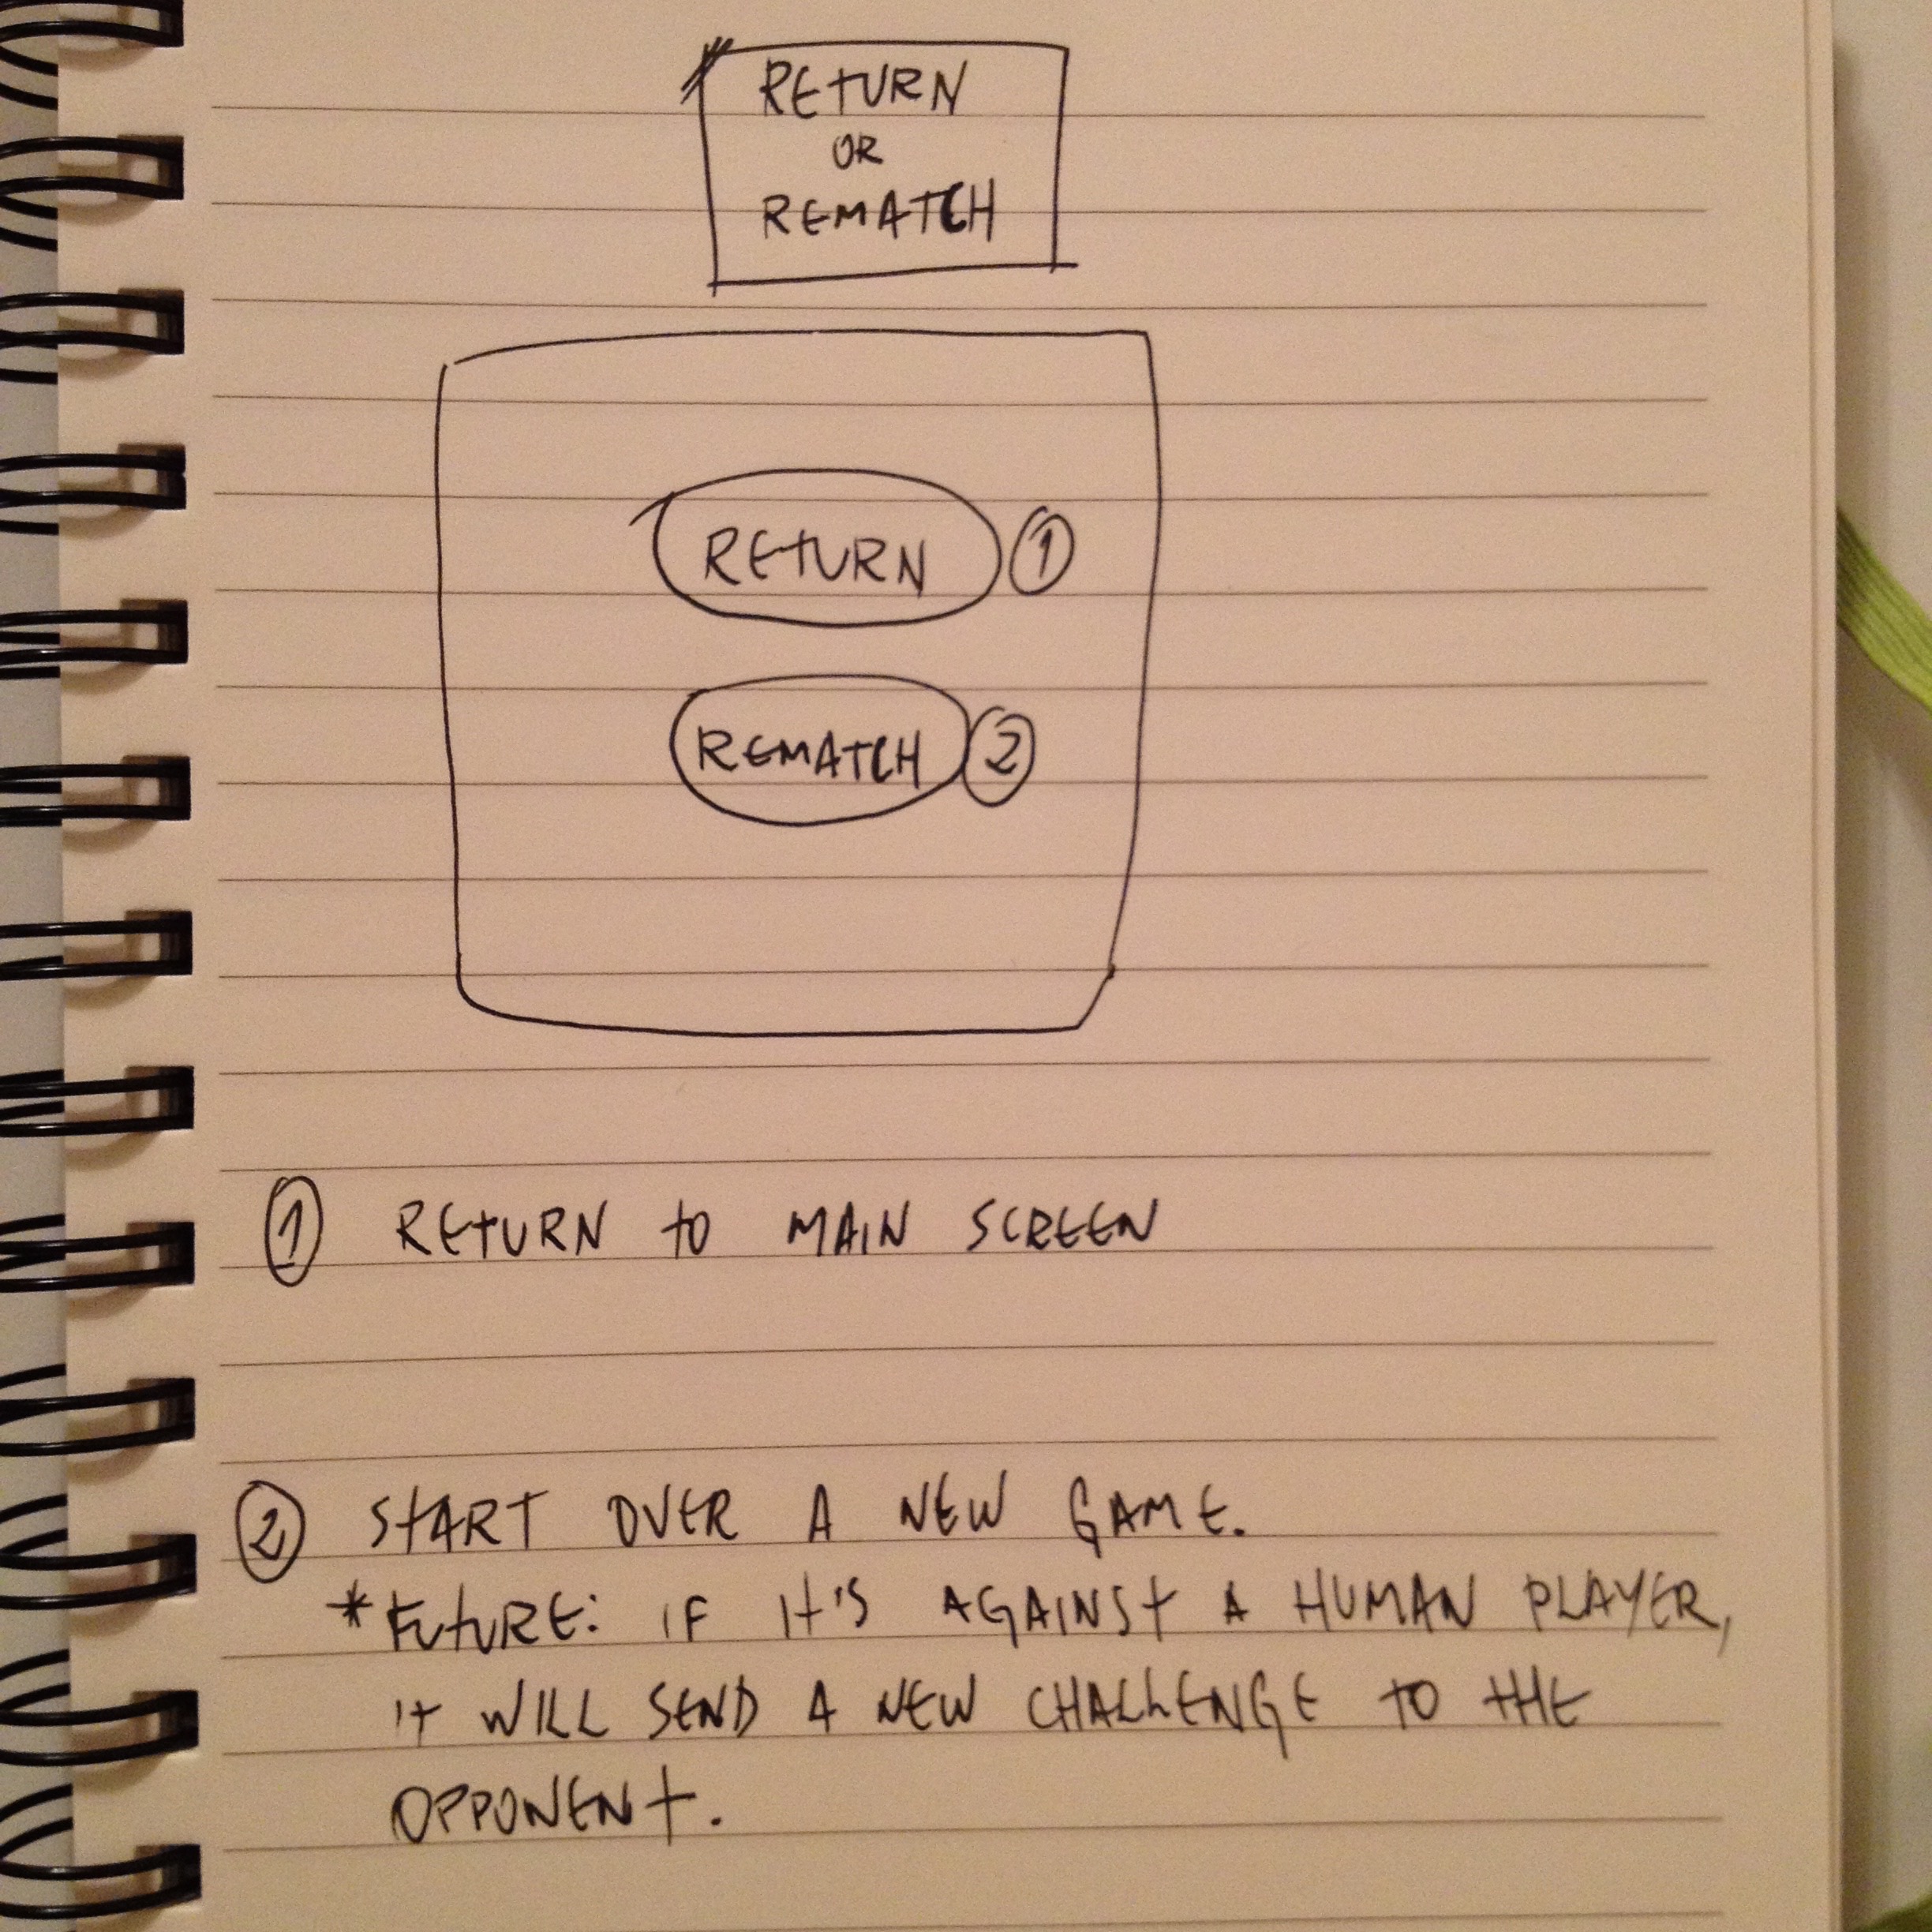 RETURN
OR
REMATCH
RETURN 1
REMATCH 2
1 RETURN TO MAIN SCREEN
2 START OVER A NEW GAME.
*FUTURE: IF IT'S AGAINST A HUMAN PLAYER,
IT WILL SEND A NEW CHALLENGE TO THE
OPPONENT.